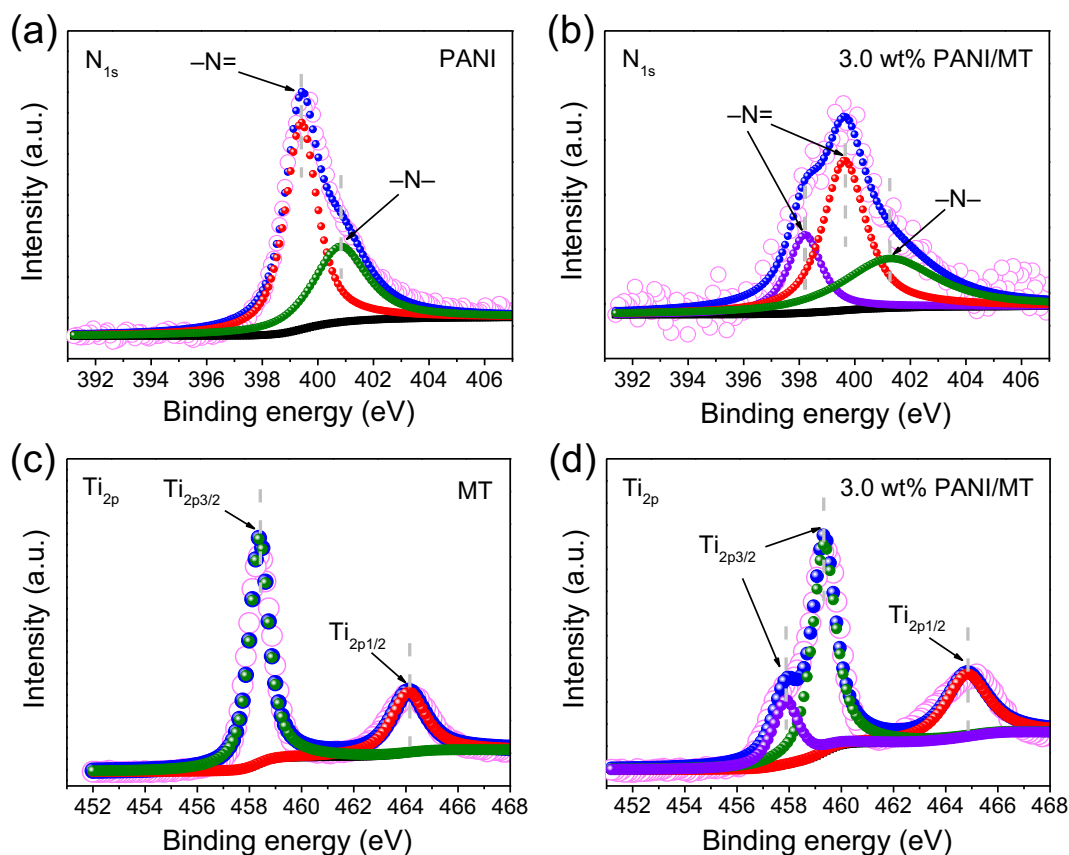 (a)
N1s
–N=
PANI
–N–
Intensity (a.u.)
392 394 396 398 400 402 404 406
Binding energy (eV)
(b)
N1s
3.0 wt% PANI/MT
–N=
–N–
Intensity (a.u.)
392 394 396 398 400 402 404 406
Binding energy (eV)
(c)
Ti2p
Ti2p3/2
MT
Ti2p1/2
Intensity (a.u.)
452 454 456 458 460 462 464 466 468
Binding energy (eV)
(d)
Ti2p
3.0 wt% PANI/MT
Ti2p3/2
Ti2p1/2
Intensity (a.u.)
452 454 456 458 460 462 464 466 468
Binding energy (eV)